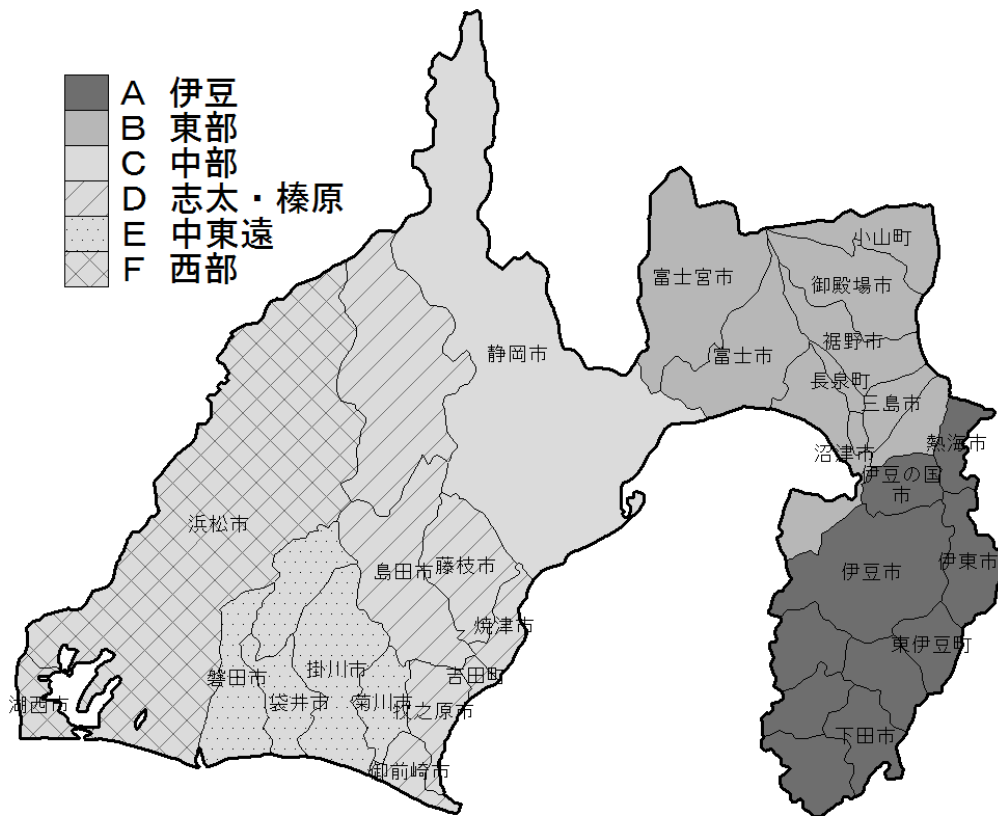 A 伊豆
B 東部
C 中部
D 志太・榛原
E 中東遠
F 西部
小山町
富士宮市
御殿場市
裾野市
静岡市
富士市
長泉町
三島市
熱海市
沼津市
伊豆の国
市
浜松市
島田市
藤枝市
伊豆市
伊東市
焼津市
東伊豆町
掛川市
吉田町
磐田市
袋井市
菊川市
牧之原市
湖西市
下田市
御前崎市